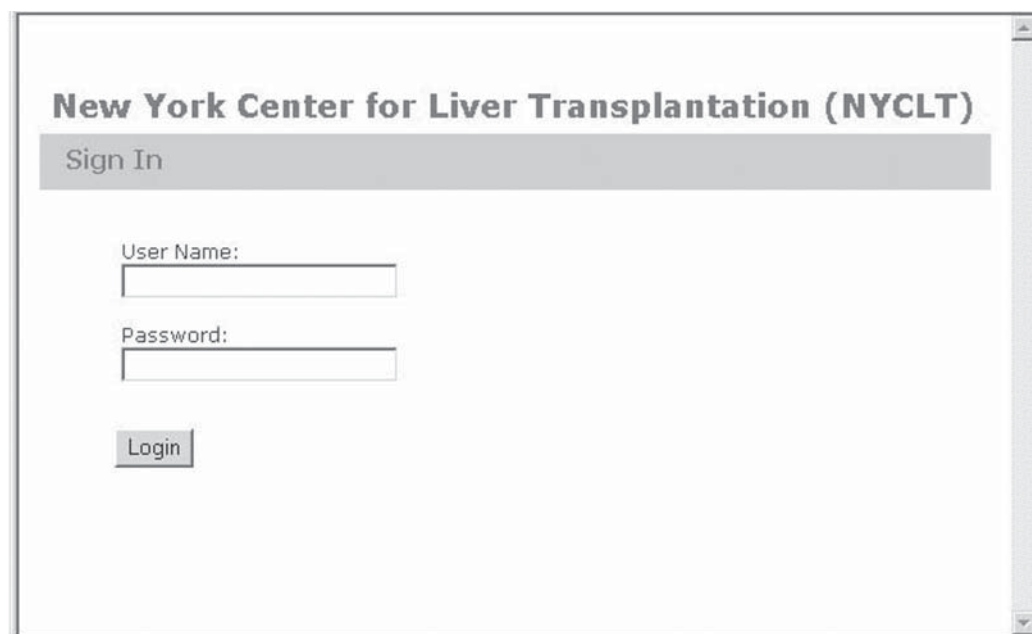 New York Center for Liver Transplantation (NYCLT)
Sign In
User Name:
Password:
Login